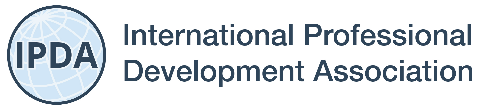 IPDA
International Professional
Development Association